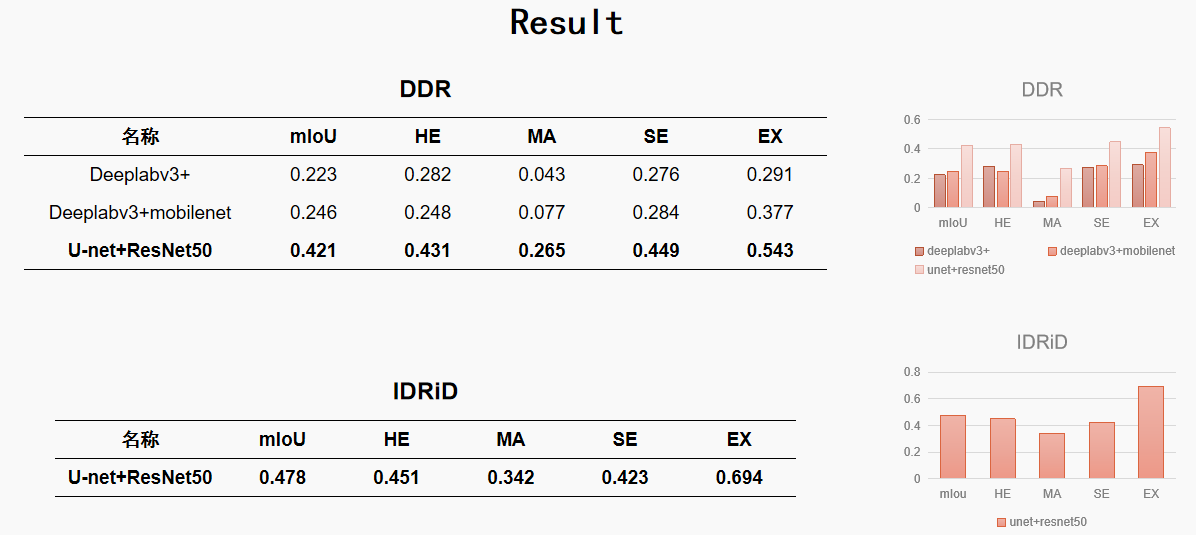 Result
DDR
名称 mIoU HE MA SE EX
Deeplabv3+ 0.223 0.282 0.043 0.276 0.291
Deeplabv3+mobilenet 0.246 0.248 0.077 0.284 0.377
U-net+ResNet50 0.421 0.431 0.265 0.449 0.543
DDR
0.6
0.4
0.2
0
mIoU HE MA SE EX
deeplabv3+ deeplabv3+mobilenet
unet+resnet50
IDRiD
名称 mIoU HE MA SE EX
U-net+ResNet50 0.478 0.451 0.342 0.423 0.694
IDRiD
0.8
0.6
0.4
0.2
0
mIou HE MA SE EX
unet+resnet50